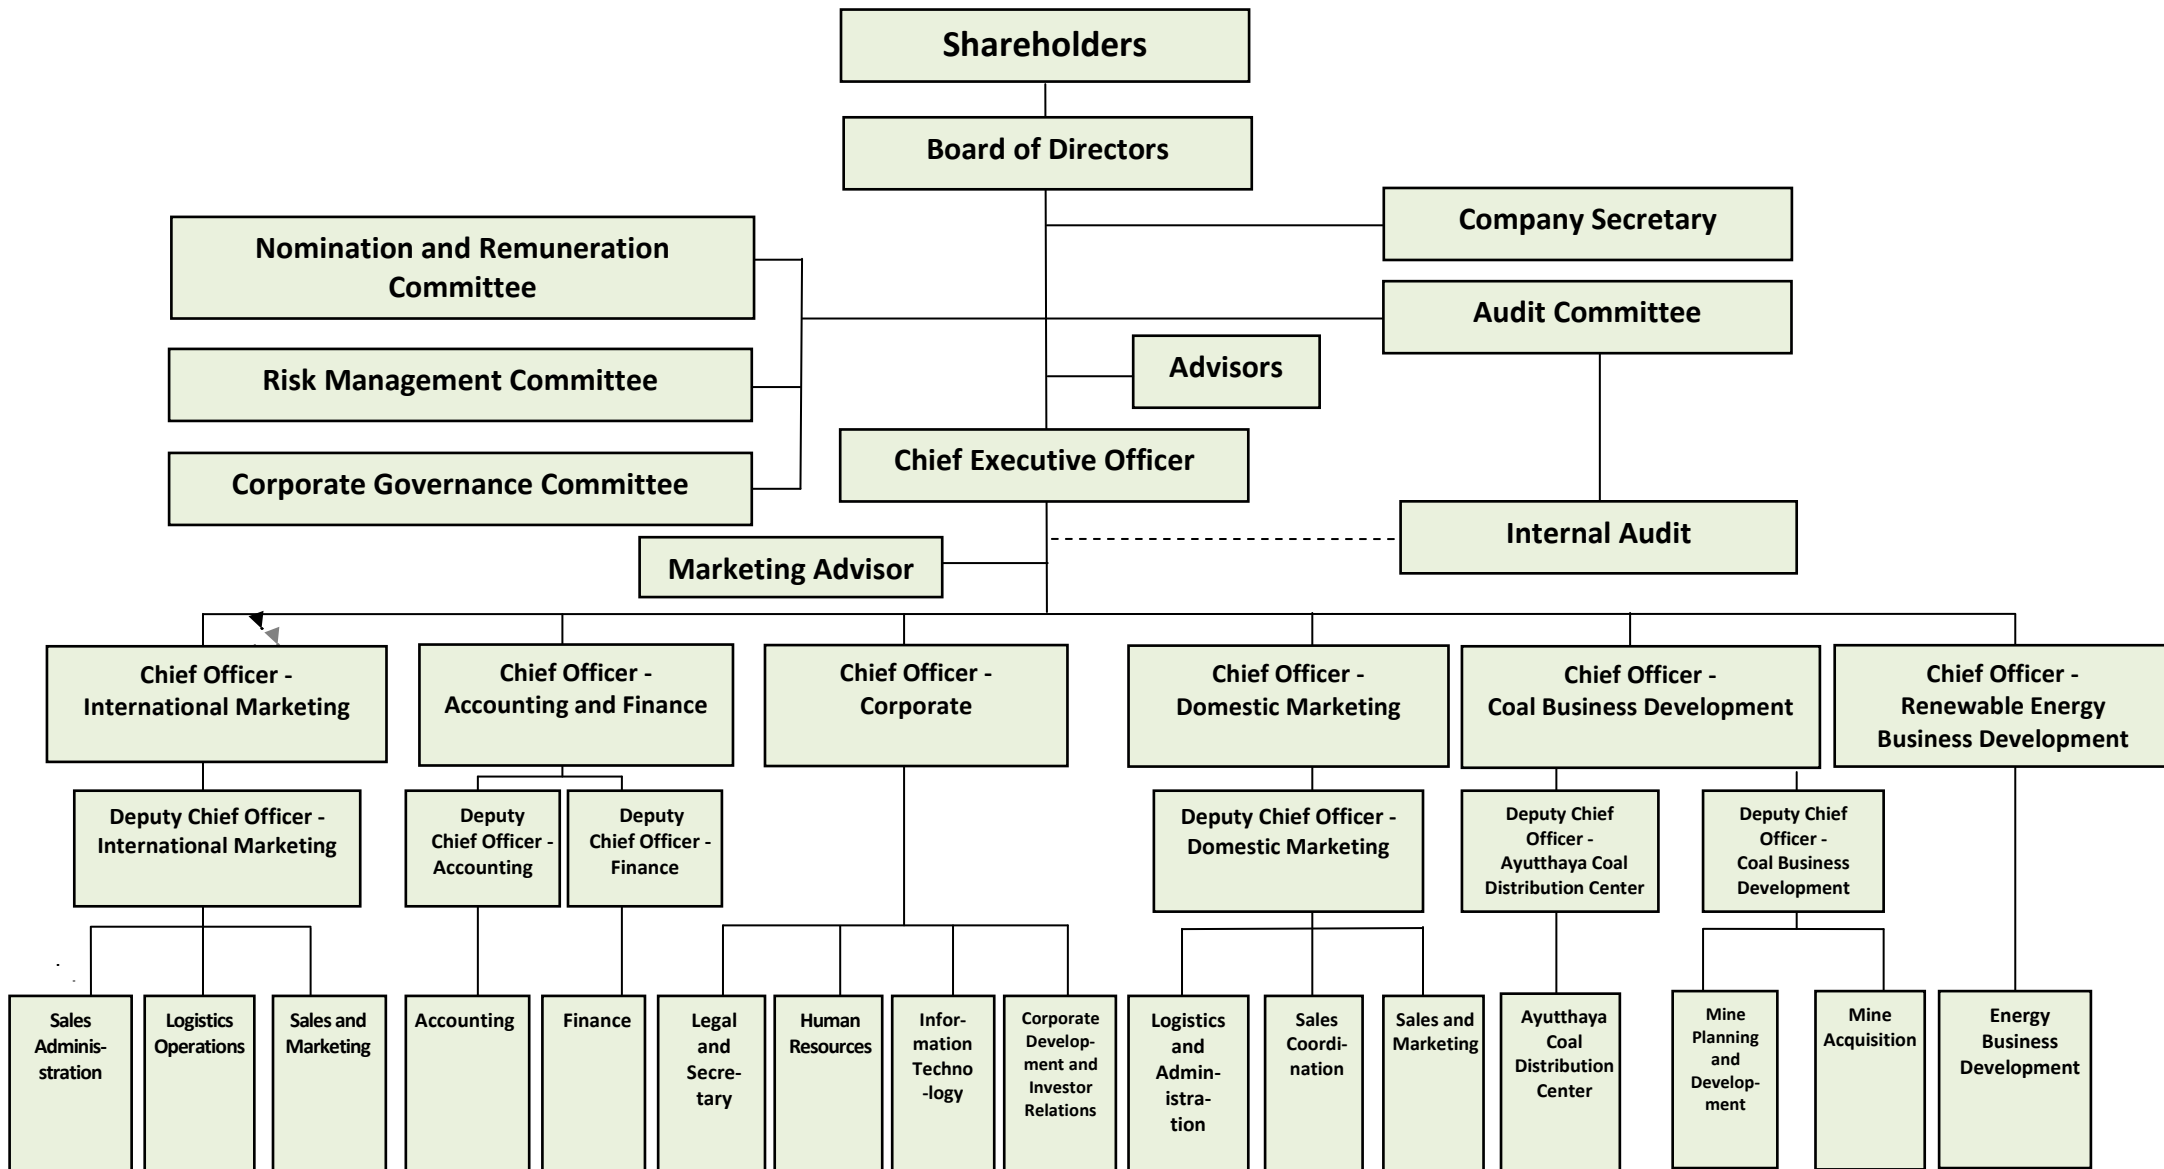 Shareholders
Board of Directors
Company Secretary
Nomination and Remuneration
Committee
Audit Committee
Advisors
Risk Management Committee
Chief Executive Officer
Corporate Governance Committee
Internal Audit
Marketing Advisor
Chief Officer -
International Marketing
Chief Officer -
Accounting and Finance
Chief Officer -
Corporate
Chief Officer -
Domestic Marketing
Chief Officer -
Coal Business Development
Chief Officer -
Renewable Energy
Business Development
Deputy Chief Officer -
International Marketing
Deputy
Chief Officer -
Accounting
Deputy
Chief Officer -
Finance
Deputy Chief Officer -
Domestic Marketing
Deputy Chief
Officer -
Ayutthaya Coal
Distribution Center
Deputy Chief
Officer -
Coal Business
Development
Sales
Adminis-
stration
Logistics
Operations
Sales and
Marketing
Accounting
Finance
Legal
and
Secre-
tary
Human
Resources
Infor-
mation
Techno
-logy
Corporate
Develop-
ment and
Investor
Relations
Logistics
and
Admin-
istra-
tion
Sales
Coordi-
nation
Sales and
Marketing
Ayutthaya
Coal
Distribution
Center
Mine
Planning
and
Develop-
ment
Mine
Acquisition
Energy
Business
Development